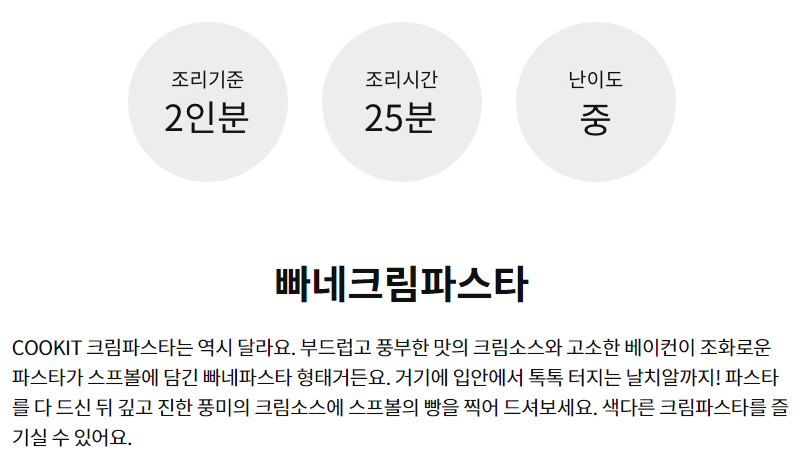 조리기준
2인분
조리시간
25분
난이도
중
빠네크림파스타
COOKIT 크림파스타는 역시 달라요. 부드럽고 풍부한 맛의 크림소스와 고소한 베이컨이 조화로운
파스타가 스프볼에 담긴 빠네파스타 형태거든요. 거기에 입안에서 톡톡 터지는 날치알까지! 파스타
를 다 드신 뒤 깊고 진한 풍미의 크림소스에 스프볼의 빵을 찍어 드셔보세요. 색다른 크림파스타를 즐
기실 수 있어요.